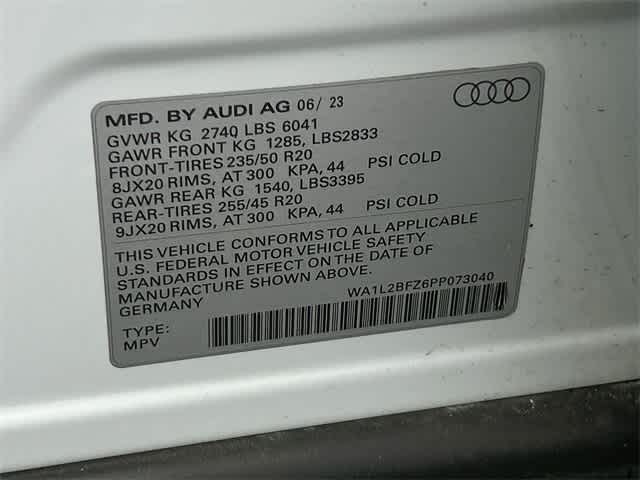 MFD. BY AUDI AG 06/ 23
GVWR KG 2740 LBS 6041
GAWR FRONT KG 1285, LBS2833
FRONT-TIRES 235/50 R20
8JX20 RIMS, AT 300 KPA, 44 PSI COLD
GAWR REAR KG 1540, LBS3395
REAR-TIRES 255/45 R20
9JX20 RIMS, AT 300 KPA, 44 PSI COLD
THIS VEHICLE CONFORMS TO ALL APPLICABLE
U.S. FEDERAL MOTOR VEHICLE SAFETY
STANDARDS IN EFFECT ON THE DATE OF
MANUFACTURE SHOWN ABOVE.
GERMANY
WA1L2BFZ6PP073040
TYPE:
MPV